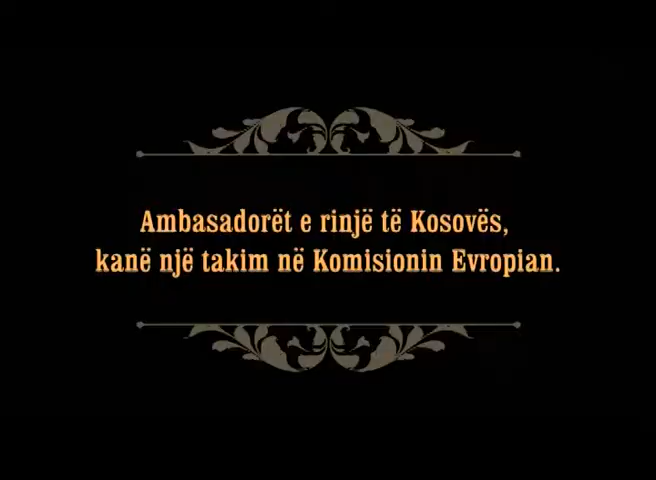 Ambasadorët e rinjë të Kosovës,
kanë një takim në Komisionin Evropian.